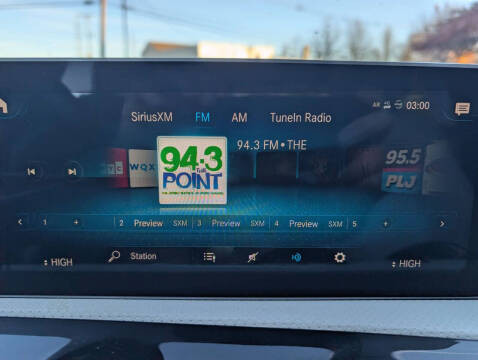 SiriusXM FM AM TuneIn Radio
03:00
94.3 FM•THE
WQX
94.3
THE
POINT
95.5
PLJ
1 + 2 Preview SXM 3 Preview SXM 4 Preview SXM 5 +
HIGH
Station
HIGH